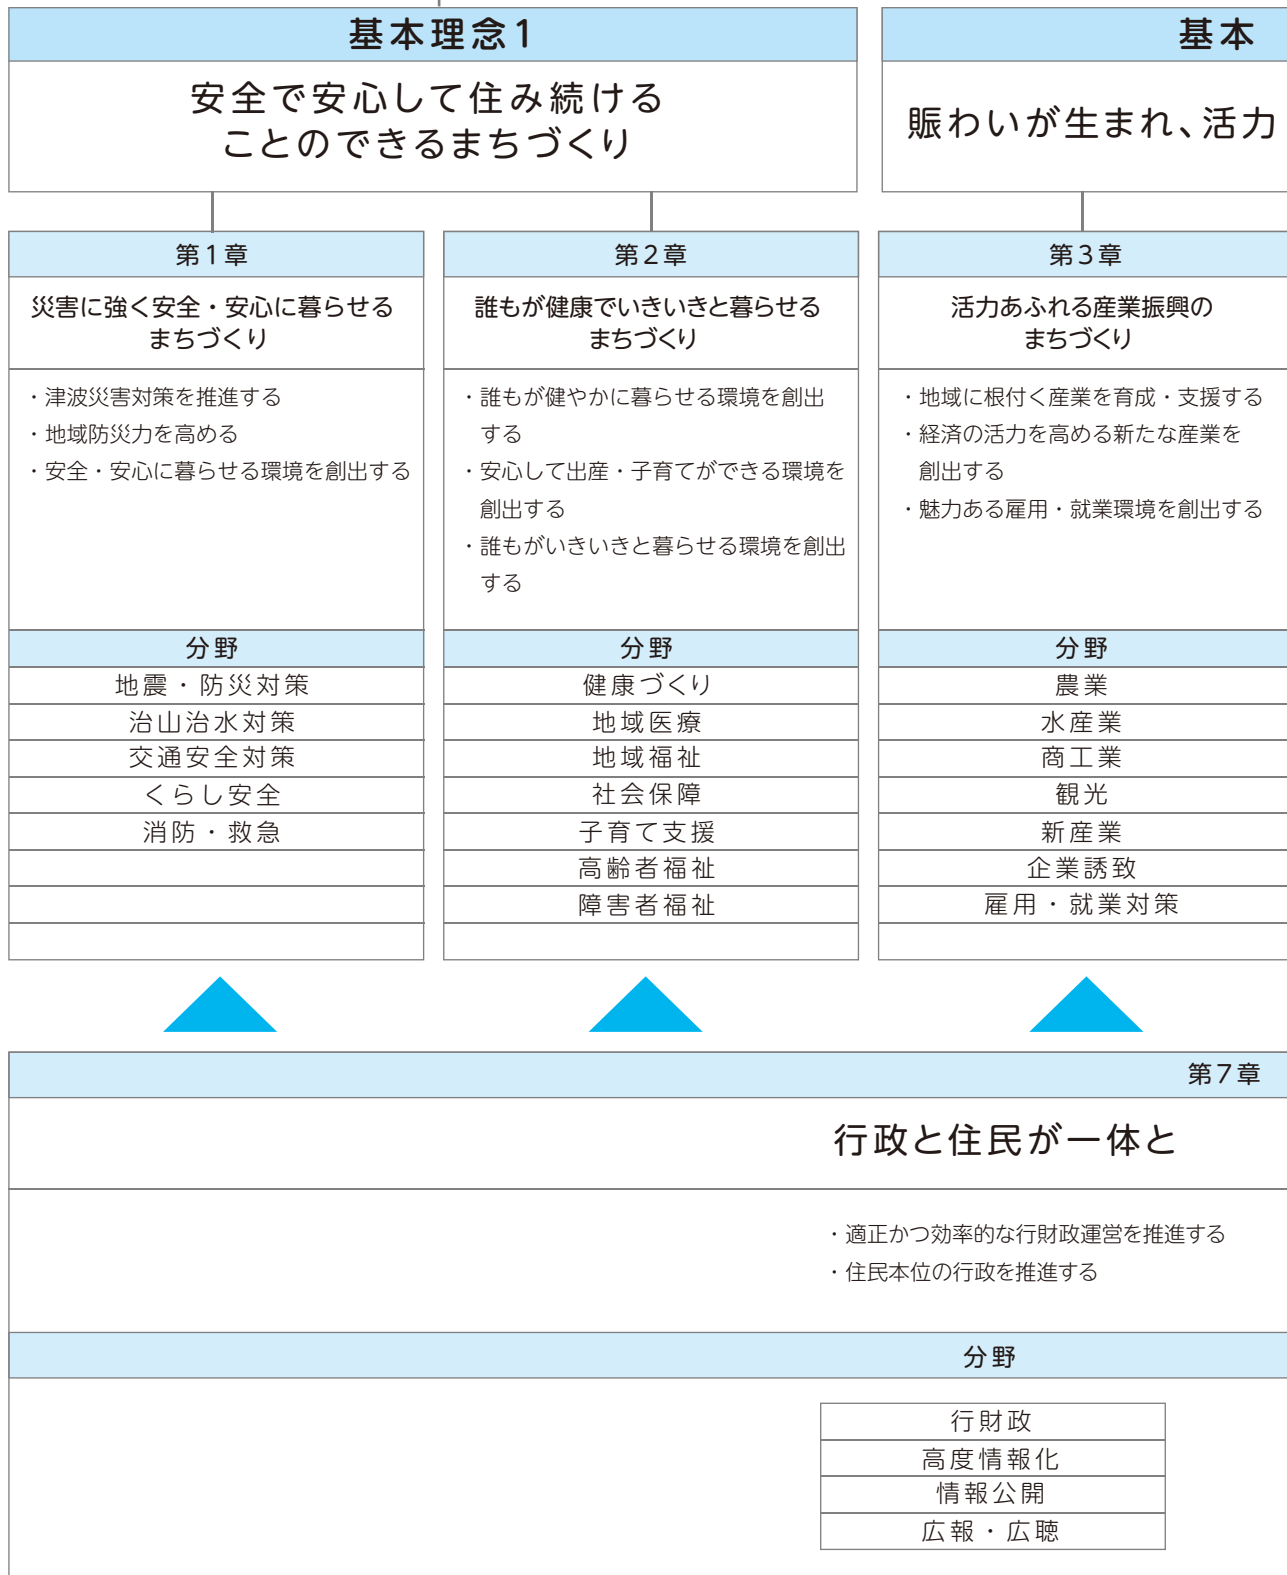 基本理念1
安全で安心して住み続ける
ことのできるまちづくり
基本
賑わいが生まれ、活力
第1章
災害に強く安全・安心に暮らせる
まちづくり
・津波災害対策を推進する
・地域防災力を高める
・安全・安心に暮らせる環境を創出する
分野
地震・防災対策
治山治水対策
交通安全対策
くらし安全
消防・救急
第2章
誰もが健康でいきいきと暮らせる
まちづくり
・誰もが健やかに暮らせる環境を創出
する
・安心して出産・子育てができる環境を
創出する
・誰もがいきいきと暮らせる環境を創出
する
分野
健康づくり
地域医療
地域福祉
社会保障
子育て支援
高齢者福祉
障害者福祉
第3章
活力あふれる産業振興の
まちづくり
・地域に根付く産業を育成・支援する
・経済の活力を高める新たな産業を
創出する
・魅力ある雇用・就業環境を創出する
分野
農業
水産業
商工業
観光
新産業
企業誘致
雇用・就業対策
第7章
行政と住民が一体と
・適正かつ効率的な行財政運営を推進する
・住民本位の行政を推進する
分野
行財政
高度情報化
情報公開
広報・広聴